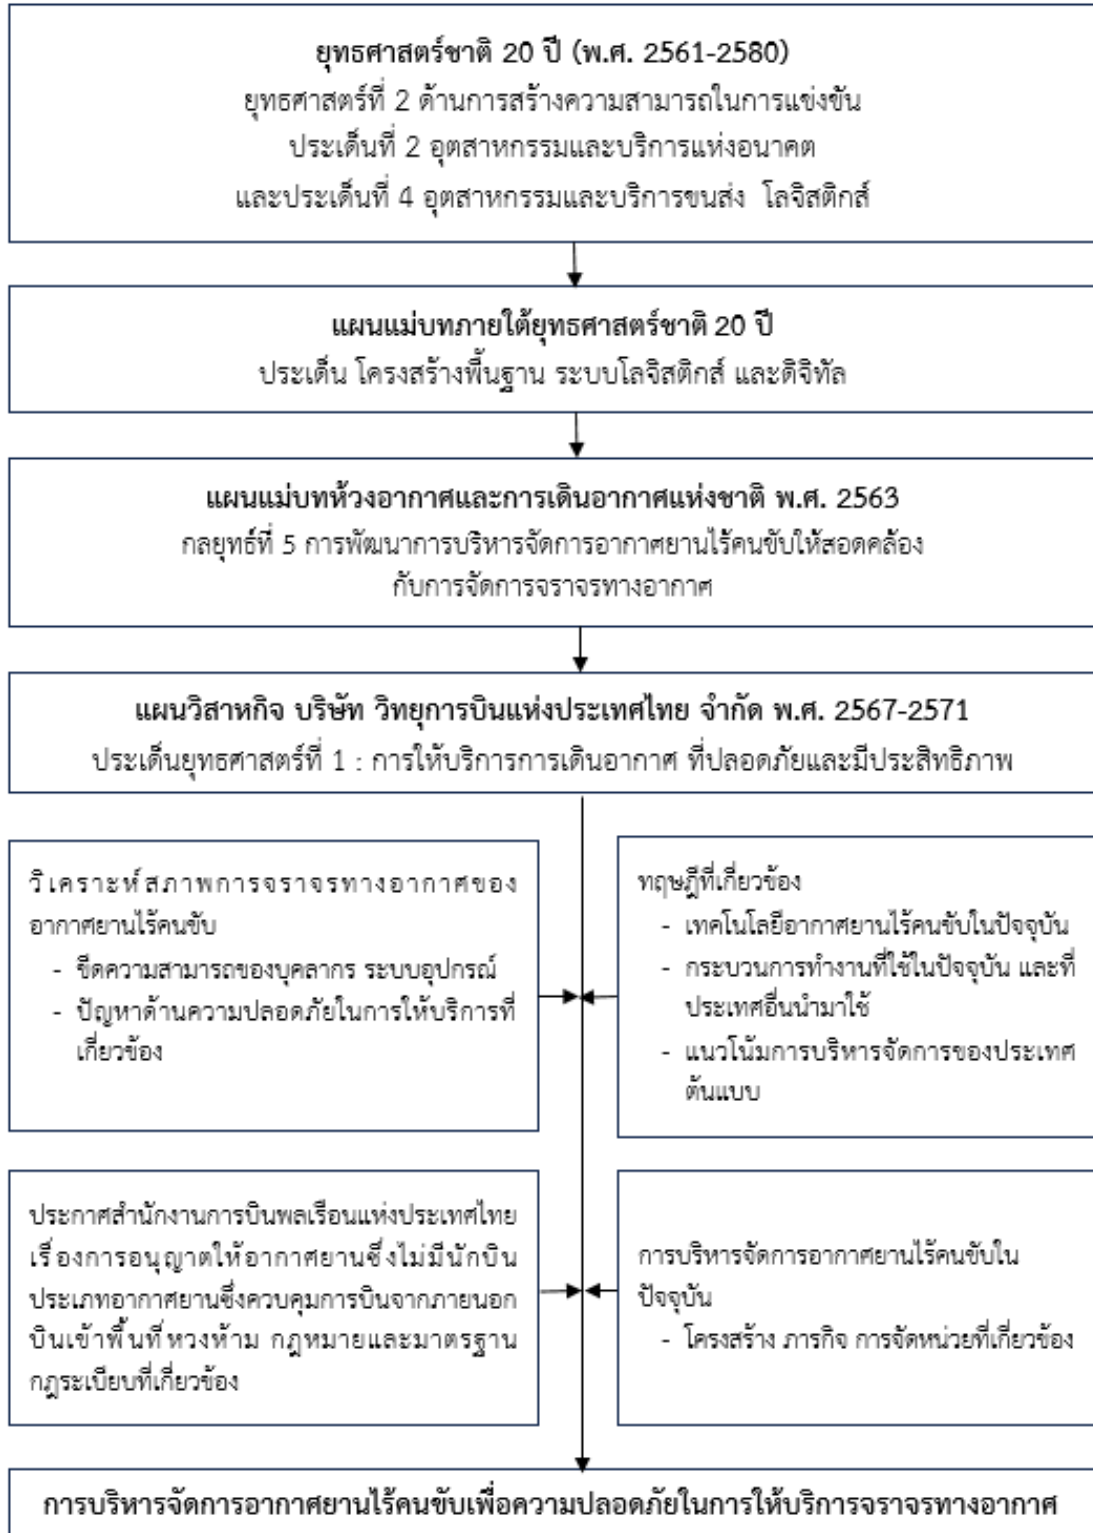 ยุทธศาสตร์ชาติ 20 ปี (พ.ศ. 2561-2580)
ยุทธศาสตร์ที่ 2 ด้านการสร้างความสามารถในการแข่งขัน
ประเด็นที่ 2 อุตสาหกรรมและบริการแห่งอนาคต
และประเด็นที่ 4 อุตสาหกรรมและบริการขนส่ง โลจิสติกส์
แผนแม่บทภายใต้ยุทธศาสตร์ชาติ 20 ปี
ประเด็น โครงสร้างพื้นฐาน ระบบโลจิสติกส์ และดิจิทัล
แผนแม่บทห้วงอากาศและการเดินอากาศแห่งชาติ พ.ศ. 2563
กลยุทธ์ที่ 5 การพัฒนาการบริหารจัดการอากาศยานไร้คนขับให้สอดคล้อง
กับการจัดการจราจรทางอากาศ
แผนวิสาหกิจ บริษัท วิทยุการบินแห่งประเทศไทย จำกัด พ.ศ. 2567-2571
ประเด็นยุทธศาสตร์ที่ 1 : การให้บริการการเดินอากาศ ที่ปลอดภัยและมีประสิทธิภาพ
วิเคราะห์สภาพการจราจรทางอากาศของ
อากาศยานไร้คนขับ
- ขีดความสามารถของบุคลากร ระบบอุปกรณ์
- ปัญหาด้านความปลอดภัยในการให้บริการที่
เกี่ยวข้อง
ทฤษฎีที่เกี่ยวข้อง
- เทคโนโลยีอากาศยานไร้คนขับในปัจจุบัน
- กระบวนการทำงานที่ใช้ในปัจจุบัน และที่
ประเทศอื่นนำมาใช้
- แนวโน้มการบริหารจัดการของประเทศ
ต้นแบบ
ประกาศสำนักงานการบินพลเรือนแห่งประเทศไทย
เรื่องการอนุญาตให้อากาศยานซึ่งไม่มีนักบิน
ประเภทอากาศยานซึ่งควบคุมการบินจากภายนอก
บินเข้าพื้นที่หวงห้าม กฎหมายและมาตรฐาน
กฎระเบียบที่เกี่ยวข้อง
การบริหารจัดการอากาศยานไร้คนขับใน
ปัจจุบัน
- โครงสร้าง ภารกิจ การจัดหน่วยที่เกี่ยวข้อง
การบริหารจัดการอากาศยานไร้คนขับเพื่อความปลอดภัยในการให้บริการจราจรทางอากาศ